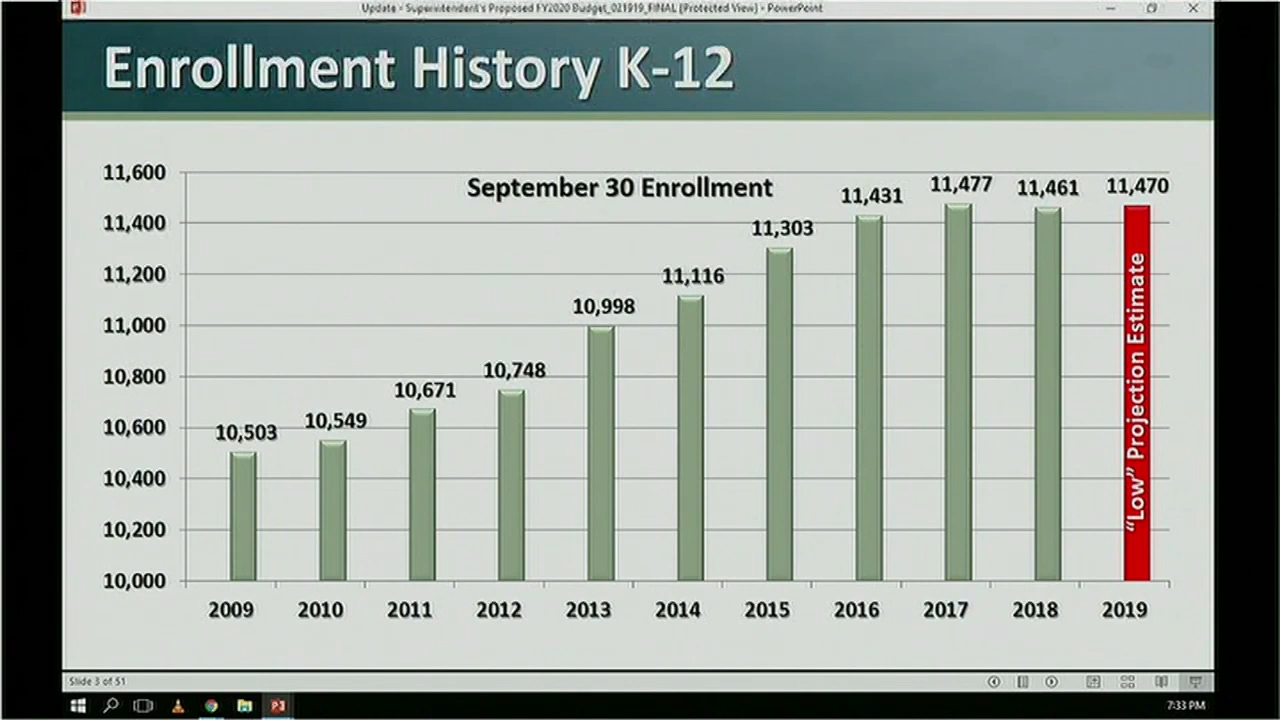 Update - Superintendent's Proposed FY2020 Budget_021919_FINAL [Protected View] - PowerPoint
Enrollment History K-12
September 30 Enrollment
11,600
11,400
11,200
11,000
10,800
10,600
10,400
10,200
10,000
10,503
10,549
10,671
10,748
10,998
11,116
11,303
11,431
11,477
11,461
11,470
"Low" Projection Estimate
2009 2010 2011 2012 2013 2014 2015 2016 2017 2018 2019
Slide 3 of 51
7:33 PM